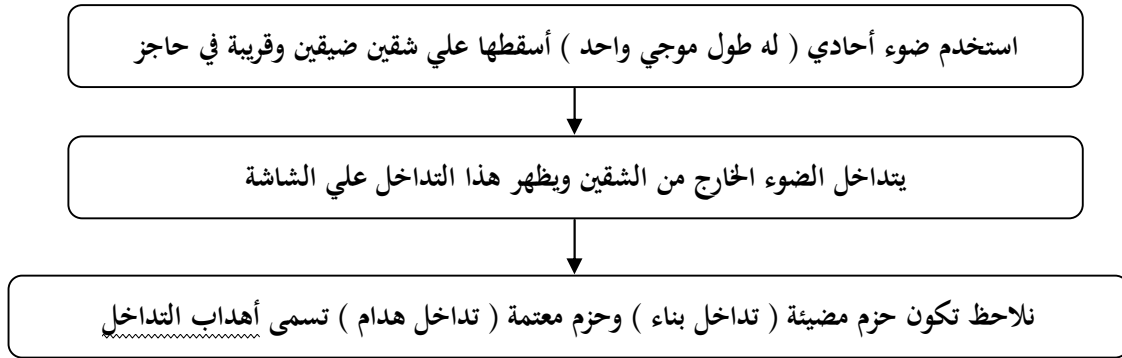 استخدم ضوء أحادي ( له طول موجي واحد ) أسقطها علي شقين ضيقين وقريبة في حاجز
يتداخل الضوء الخارج من الشقين ويظهر هذا التداخل علي الشاشة
نلاحظ تكون حزم مضيئة ( تداخل بناء ) وحزم معتمة ( تداخل هدام ) تسمى أهداب التداخل